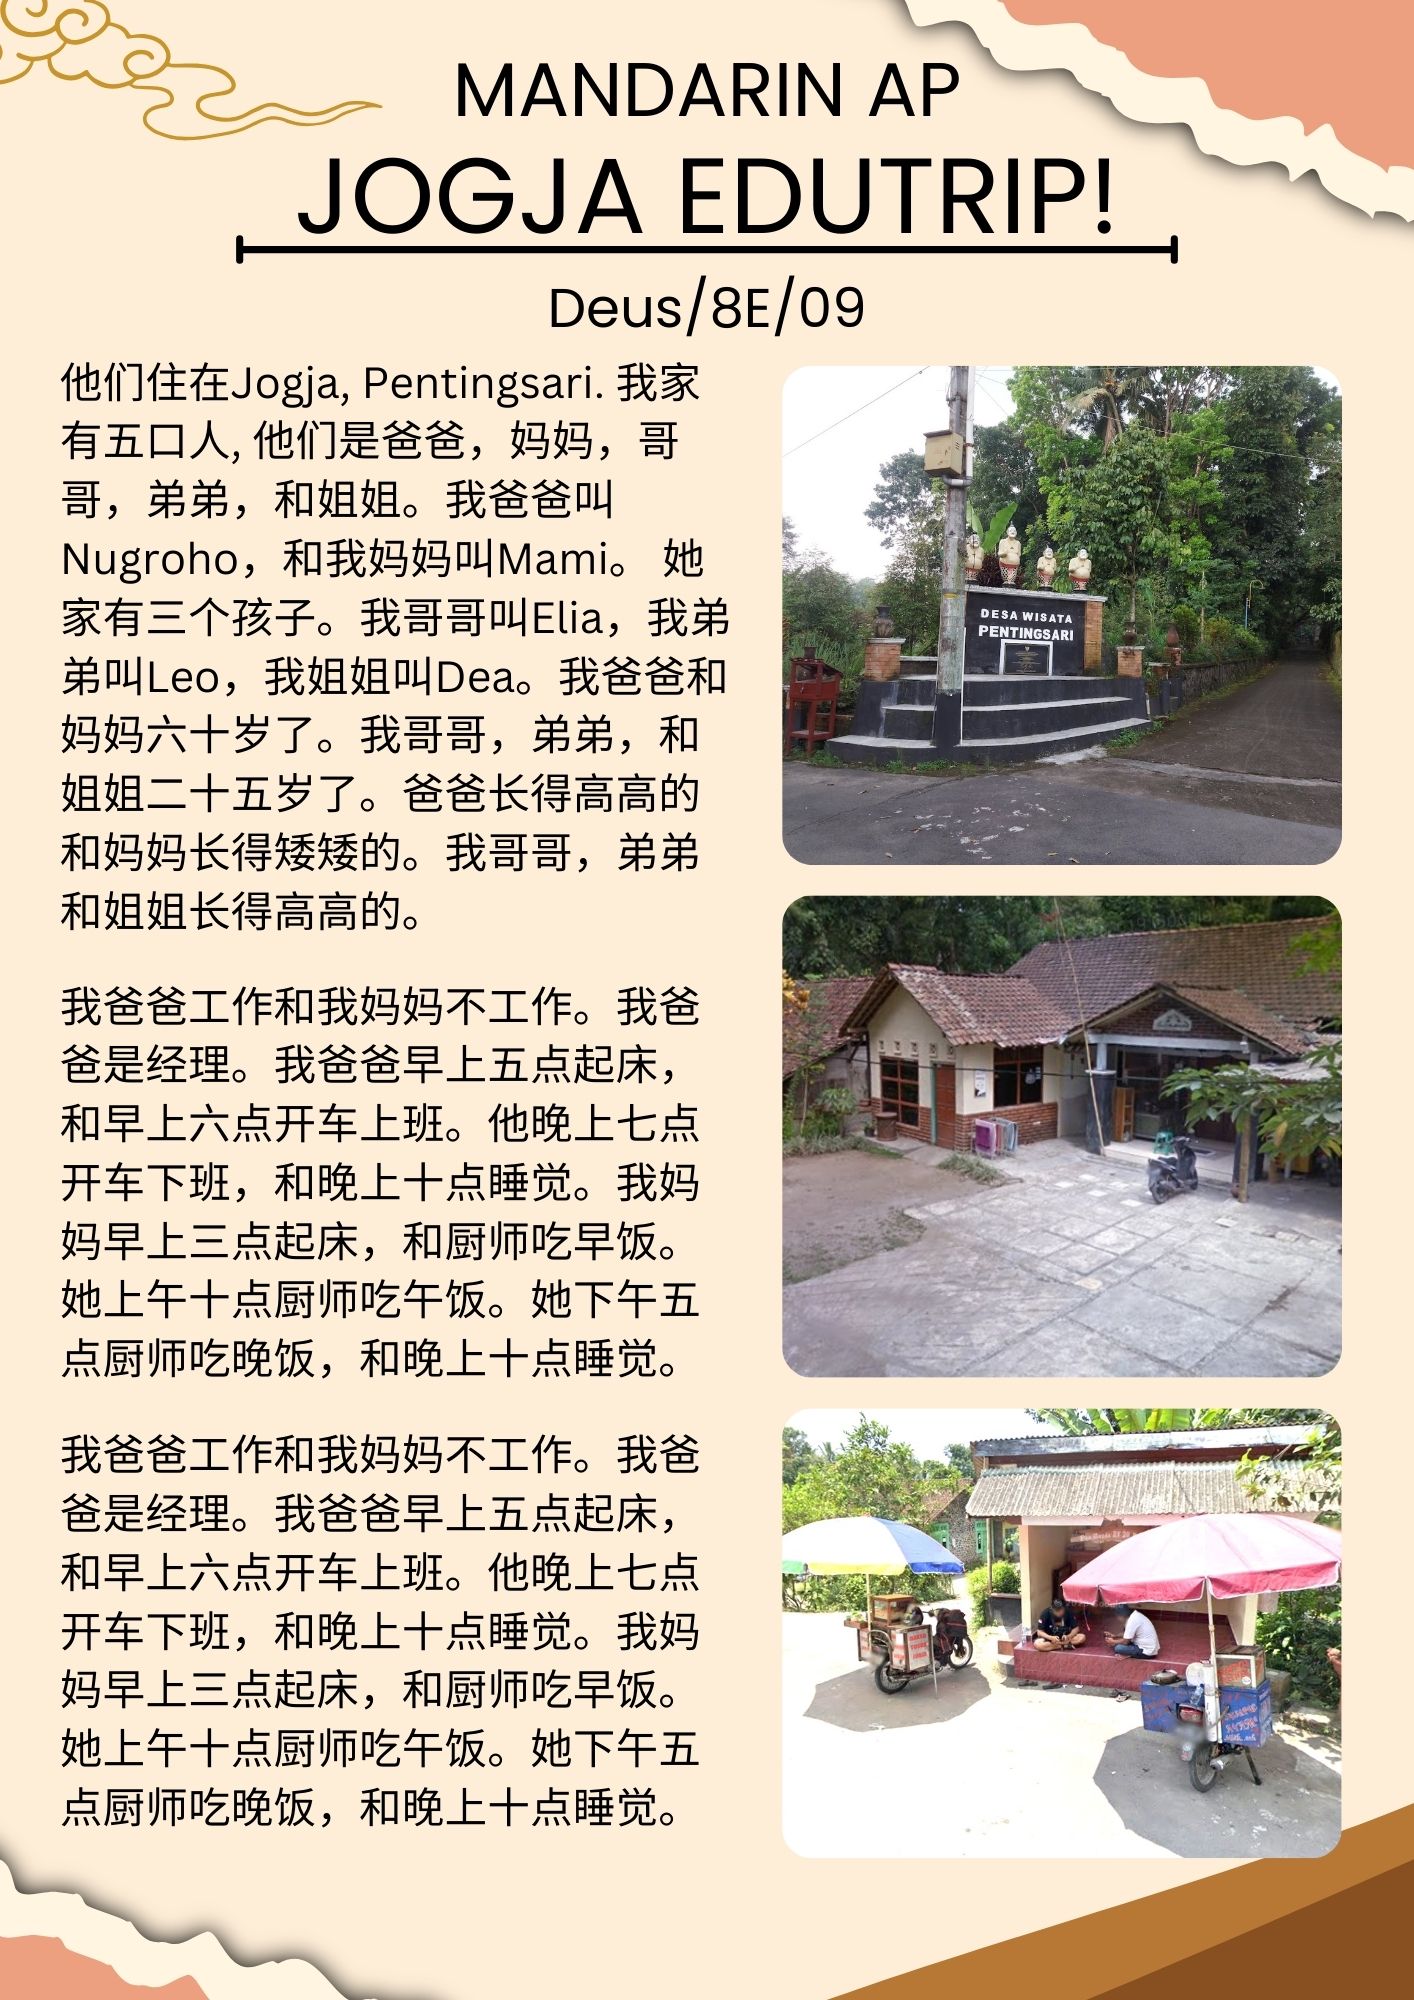 MANDARIN AP
JOGJA EDUTRIP!
Deus/8E/09
他们住在Jogja, Pentingsari. 我家
有五口人, 他们是爸爸，妈妈，哥
哥，弟弟，和姐姐。我爸爸叫
Nugroho，和我妈妈叫Mami。 她
家有三个孩子。我哥哥叫Elia，我弟
弟叫Leo，我姐姐叫Dea。我爸爸和
妈妈六十岁了。我哥哥，弟弟，和
姐姐二十五岁了。爸爸长得高高的
和妈妈长得矮矮的。我哥哥，弟弟
和姐姐长得高高的。
我爸爸工作和我妈妈不工作。我爸
爸是经理。我爸爸早上五点起床，
和早上六点开车上班。他晚上七点
开车下班，和晚上十点睡觉。我妈
妈早上三点起床，和厨师吃早饭。
她上午十点厨师吃午饭。她下午五
点厨师吃晚饭，和晚上十点睡觉。
我爸爸工作和我妈妈不工作。我爸
爸是经理。我爸爸早上五点起床，
和早上六点开车上班。他晚上七点
开车下班，和晚上十点睡觉。我妈
妈早上三点起床，和厨师吃早饭。
她上午十点厨师吃午饭。她下午五
点厨师吃晚饭，和晚上十点睡觉。
DESA WISATA
PENTINGSARI